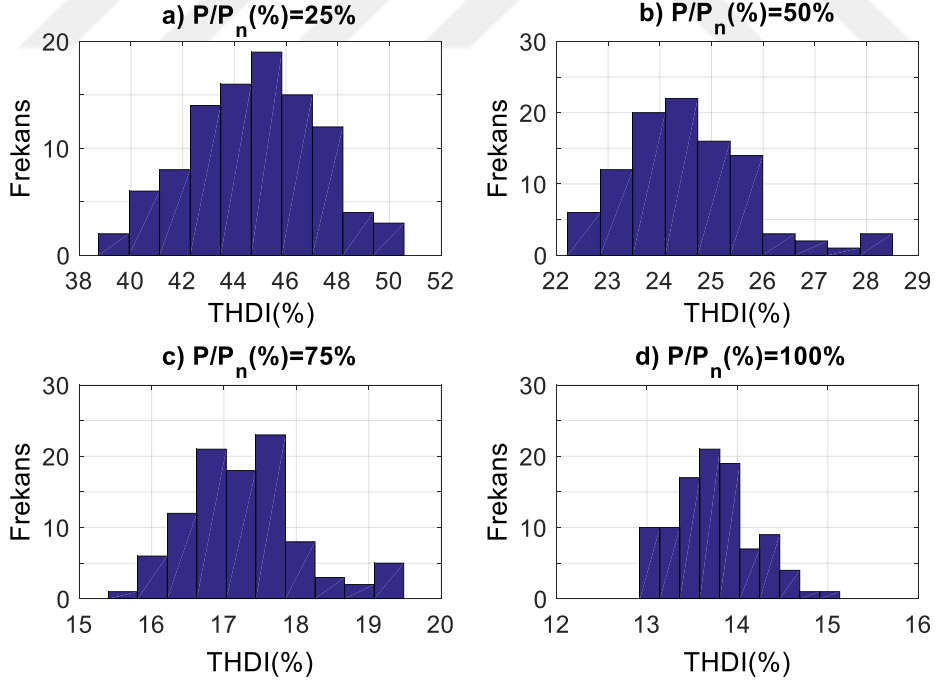 a) P/Pn(%)=25%
20
10
0
Frekans
38 40 42 44 46 48 50 52
THDI(%)
b) P/Pn(%)=50%
30
20
10
0
Frekans
22 23 24 25 26 27 28 29
THDI(%)
c) P/Pn(%)=75%
30
20
10
0
Frekans
15 16 17 18 19 20
THDI(%)
d) P/Pn(%)=100%
30
20
10
0
Frekans
12 13 14 15 16
THDI(%)